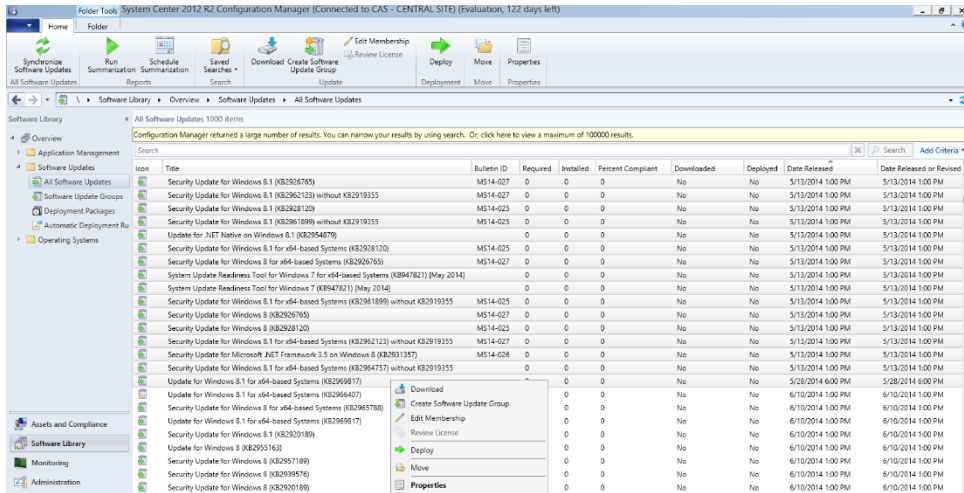 Folder Tools System Center 2012 R2 Configuration Manager (Connected to CAS - CENTRAL SITE) (Evaluation, 122 days left)
Home Folder
Synchronize Software Updates Run Summarization Schedule Summarization Saved Searches Download Create Software Update Group Edit Membership Review License Deploy Move Properties
All Software Updates Reports Search Update Deployment Move Properties
\ Software Library Overview Software Updates All Software Updates
Software Library
Overview
Application Management
Software Updates
All Software Updates
Software Update Groups
Deployment Packages
Automatic Deployment Ru
Operating Systems
Assets and Compliance
Software Library
Monitoring
Administration
All Software Updates 1000 items
Configuration Manager returned a large number of results. You can narrow your results by using search. Or, click here to view a maximum of 100000 results.
Search Search Add Criteria
Icon Title Bulletin ID Required Installed Percent Compliant Downloaded Deployed Date Released Date Released or Revised
Security Update for Windows 8.1 (KB2926765) MS14-027 0 0 0 No No 5/13/2014 1:00 PM 5/13/2014 1:00 PM
Security Update for Windows 8.1 (KB2962123) without KB2919355 MS14-025 0 0 0 No No 5/13/2014 1:00 PM 5/13/2014 1:00 PM
Security Update for Windows 8.1 (KB2928120) MS14-025 0 0 0 No No 5/13/2014 1:00 PM 5/13/2014 1:00 PM
Security Update for Windows 8.1 (KB2961899) without KB2919355 MS14-025 0 0 0 No No 5/13/2014 1:00 PM 5/13/2014 1:00 PM
Update for .NET Native on Windows 8.1 (KB2954879) 0 0 0 No No 5/13/2014 1:00 PM 5/13/2014 1:00 PM
Security Update for Windows 8.1 for x64-based Systems (KB2928120) MS14-025 0 0 0 No No 5/13/2014 1:00 PM 5/13/2014 1:00 PM
Security Update for Windows 8 for x64-based Systems (KB2926765) MS14-027 0 0 0 No No 5/13/2014 1:00 PM 5/13/2014 1:00 PM
System Update Readiness Tool for Windows 7 for x64-based Systems (KB947821) [May 2014] 0 0 0 No No 5/13/2014 1:00 PM 5/13/2014 1:00 PM
System Update Readiness Tool for Windows 7 (KB947821) [May 2014] 0 0 0 No No 5/13/2014 1:00 PM 5/13/2014 1:00 PM
Security Update for Windows 8.1 for x64-based Systems (KB2961899) without KB2919355 MS14-025 0 0 0 No No 5/13/2014 1:00 PM 5/13/2014 1:00 PM
Security Update for Windows 8 (KB2926765) MS14-027 0 0 0 No No 5/13/2014 1:00 PM 5/13/2014 1:00 PM
Security Update for Windows 8 (KB2928120) MS14-025 0 0 0 No No 5/13/2014 1:00 PM 5/13/2014 1:00 PM
Security Update for Windows 8.1 for x64-based Systems (KB2962123) without KB2919355 MS14-025 0 0 0 No No 5/13/2014 1:00 PM 5/13/2014 1:00 PM
Security Update for Microsoft .NET Framework 3.5 on Windows 8 (KB2931357) MS14-026 0 0 0 No No 5/13/2014 1:00 PM 5/13/2014 1:00 PM
Security Update for Windows 8.1 for x64-based Systems (KB2964757) without KB2919355 0 0 0 No No 5/13/2014 1:00 PM 5/13/2014 1:00 PM
Update for Windows 8.1 for x64-based Systems (KB2969817) 0 0 No No 5/28/2014 6:00 PM 5/28/2014 6:00 PM
Update for Windows 8.1 for x64-based Systems (KB2966407) 0 0 No No 6/10/2014 1:00 PM 6/10/2014 1:00 PM
Security Update for Windows 8 for x64-based Systems (KB2965788) 0 0 No No 6/10/2014 1:00 PM 6/10/2014 1:00 PM
Update for Windows 8.1 for x64-based Systems (KB2969817) 0 0 No No 6/10/2014 1:00 PM 6/10/2014 1:00 PM
Security Update for Windows 8.1 (KB2920189) 0 0 No No 6/10/2014 1:00 PM 6/10/2014 1:00 PM
Update for Windows 8 (KB2955163) 0 0 No No 6/10/2014 1:00 PM 6/10/2014 1:00 PM
Security Update for Windows 8 (KB2957189) 0 0 No No 6/10/2014 1:00 PM 6/10/2014 1:00 PM
Security Update for Windows 8 (KB2939576) 0 0 No No 6/10/2014 1:00 PM 6/10/2014 1:00 PM
Security Update for Windows 8 (KB2920189) 0 0 No No 6/10/2014 1:00 PM 6/10/2014 1:00 PM
Download
Create Software Update Group
Edit Membership
Review License
Deploy
Move
Properties